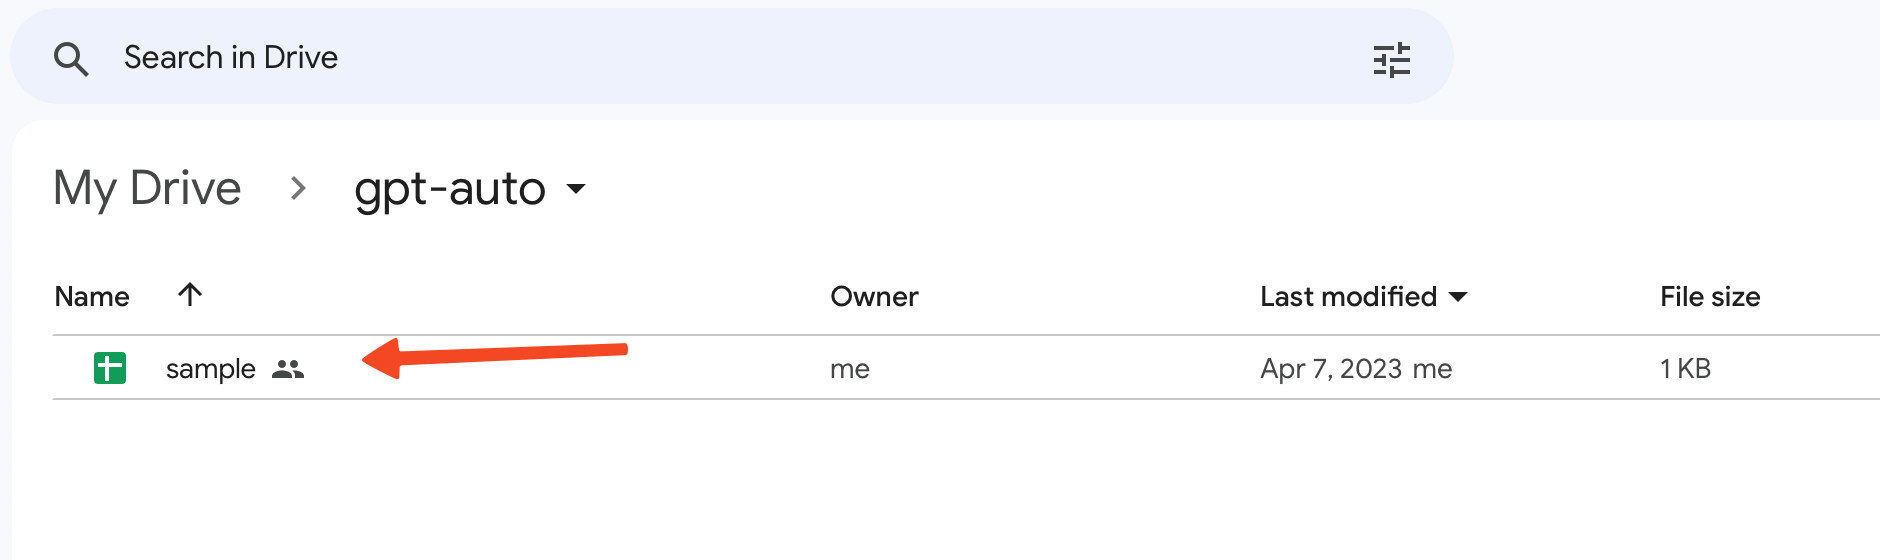 Search in Drive
My Drive gpt-auto
Name Owner Last modified File size
sample me Apr 7, 2023 me 1 KB